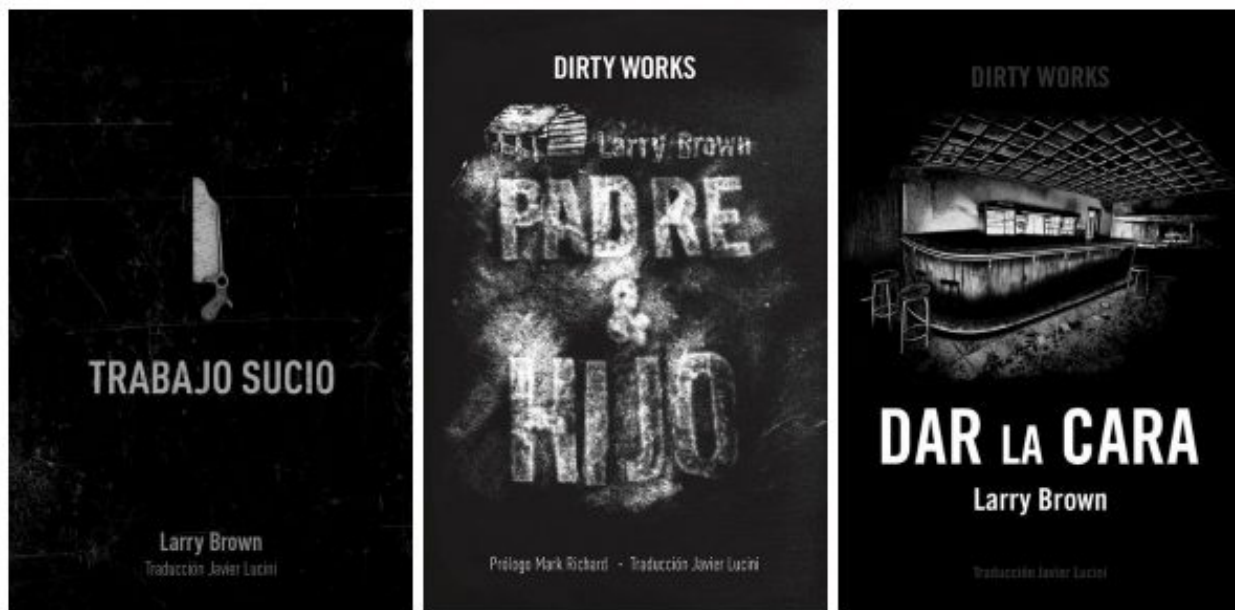 TRABAJO SUCIO
Larry Brown
Traducción Javier Lucini
DIRTY WORKS
Larry Brown
PADRE
&
HIJO
Prólogo Mark Richard - Traducción Javier Lucini
DIRTY WORKS
DAR LA CARA
Larry Brown
Traducción Javier Lucini